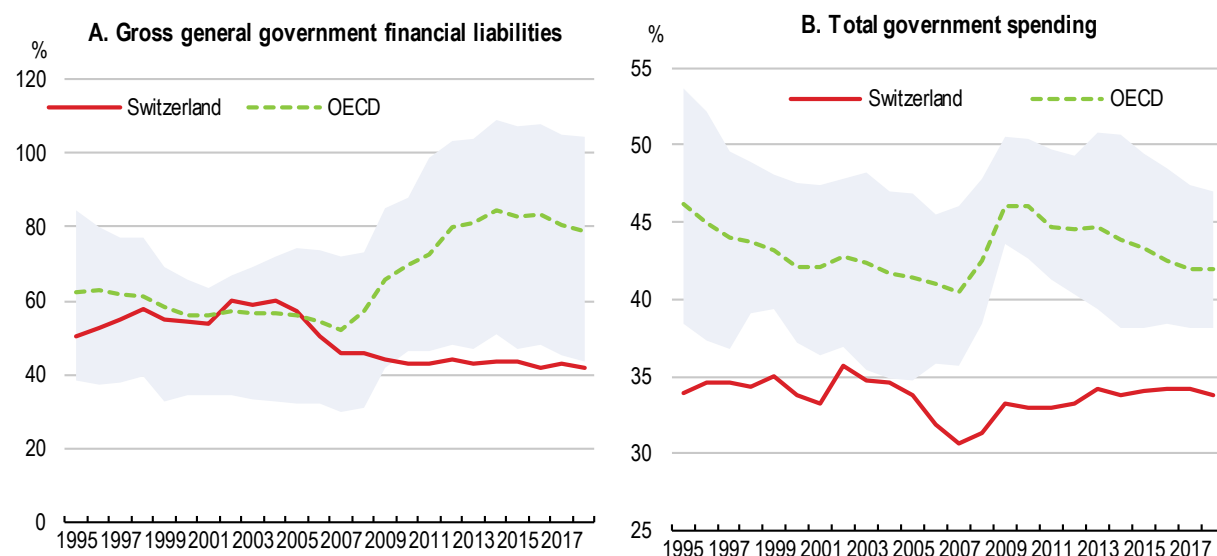 A. Gross general government financial liabilities
%
120
100
80
60
40
20
0
Switzerland OECD
1995 1997 1999 2001 2003 2005 2007 2009 2011 2013 2015 2017
B. Total government spending
%
55
50
45
40
35
30
25
Switzerland OECD
1995 1997 1999 2001 2003 2005 2007 2009 2011 2013 2015 2017